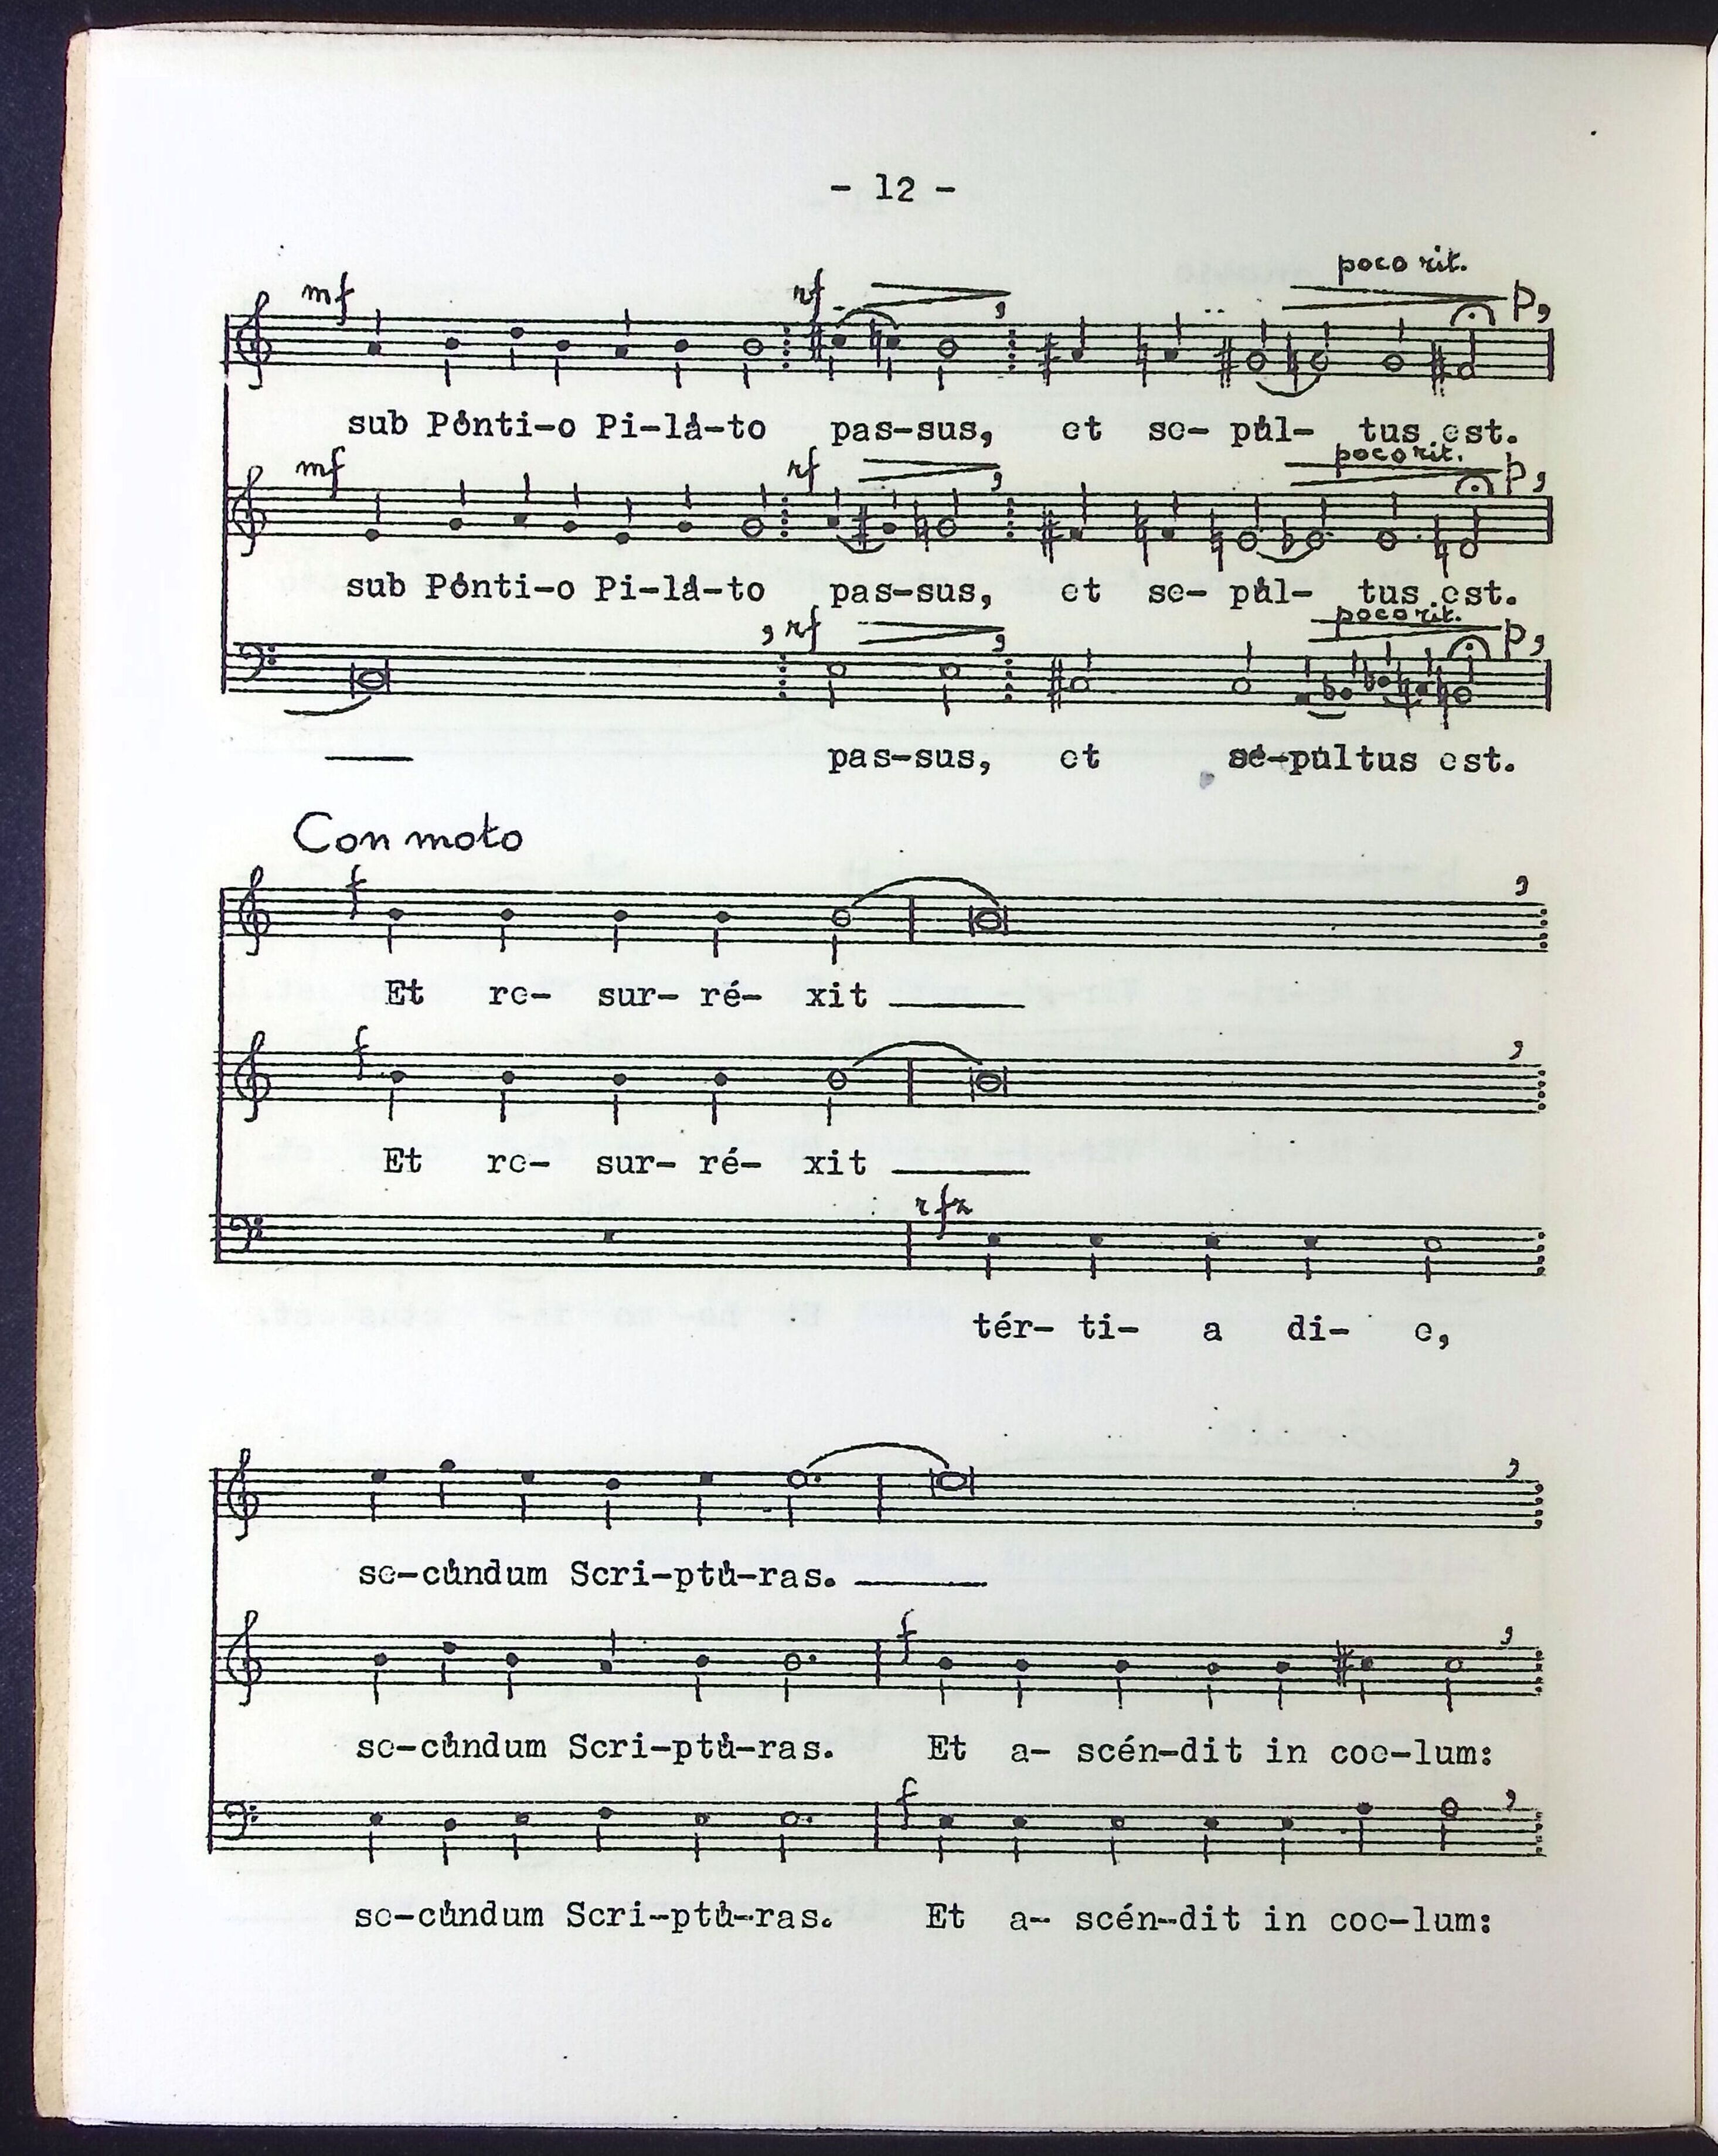 - 12 -
poco rit.
mf rf p,
sub Pónti-o Pi-lá-to passus, et se- púl- tus est.
poco rit.
mf rf p,
sub Pónti-o Pi-lá-to pas-sus, et se- púl- tus est.
poco rit.
, rf p,
pas-sus, et se-púltus est.
Con moto
f
Et re- sur- ré- xit
f
Et re- sur- ré- xit
rfz
tér- ti- a di- e,
se-cúndum Scri-ptú-ras.
f
se-cúndum Scri-ptú-ras. Et a- scén-dit in coe-lum:
f
se-cúndum Scri-ptú-ras. Et a- scén-dit in coe-lum: